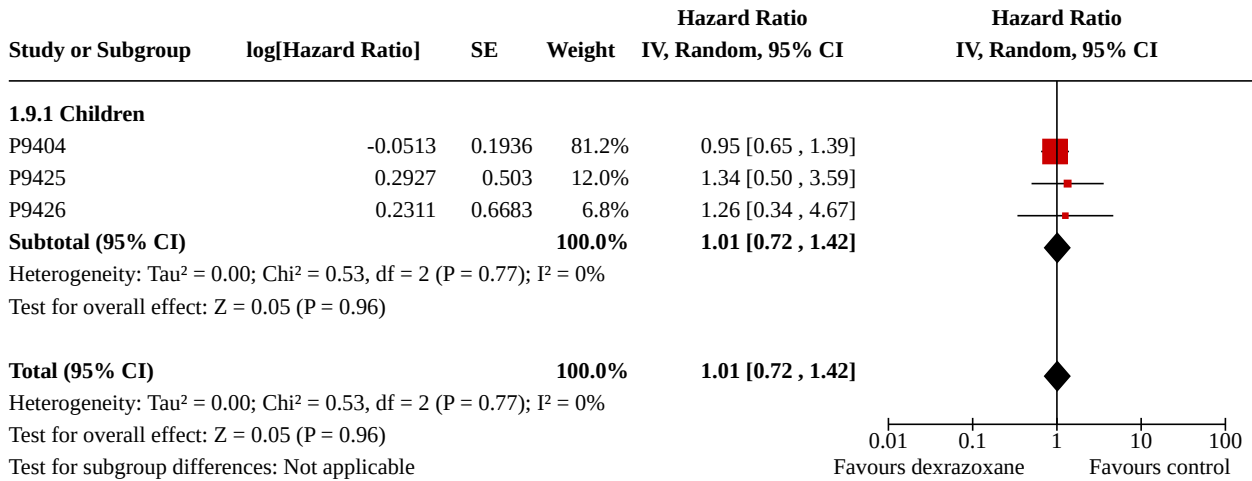 Hazard Ratio Hazard Ratio
Study or Subgroup log[Hazard Ratio] SE Weight IV, Random, 95% CI IV, Random, 95% CI
1.9.1 Children
P9404 -0.0513 0.1936 81.2% 0.95 [0.65 , 1.39]
P9425 0.2927 0.503 12.0% 1.34 [0.50 , 3.59]
P9426 0.2311 0.6683 6.8% 1.26 [0.34 , 4.67]
Subtotal (95% CI) 100.0% 1.01 [0.72 , 1.42]
Heterogeneity: Tau² = 0.00; Chi² = 0.53, df = 2 (P = 0.77); I² = 0%
Test for overall effect: Z = 0.05 (P = 0.96)
Total (95% CI) 100.0% 1.01 [0.72 , 1.42]
Heterogeneity: Tau² = 0.00; Chi² = 0.53, df = 2 (P = 0.77); I² = 0%
Test for overall effect: Z = 0.05 (P = 0.96) 0.01 0.1 1 10 100
Test for subgroup differences: Not applicable Favours dexrazoxane Favours control